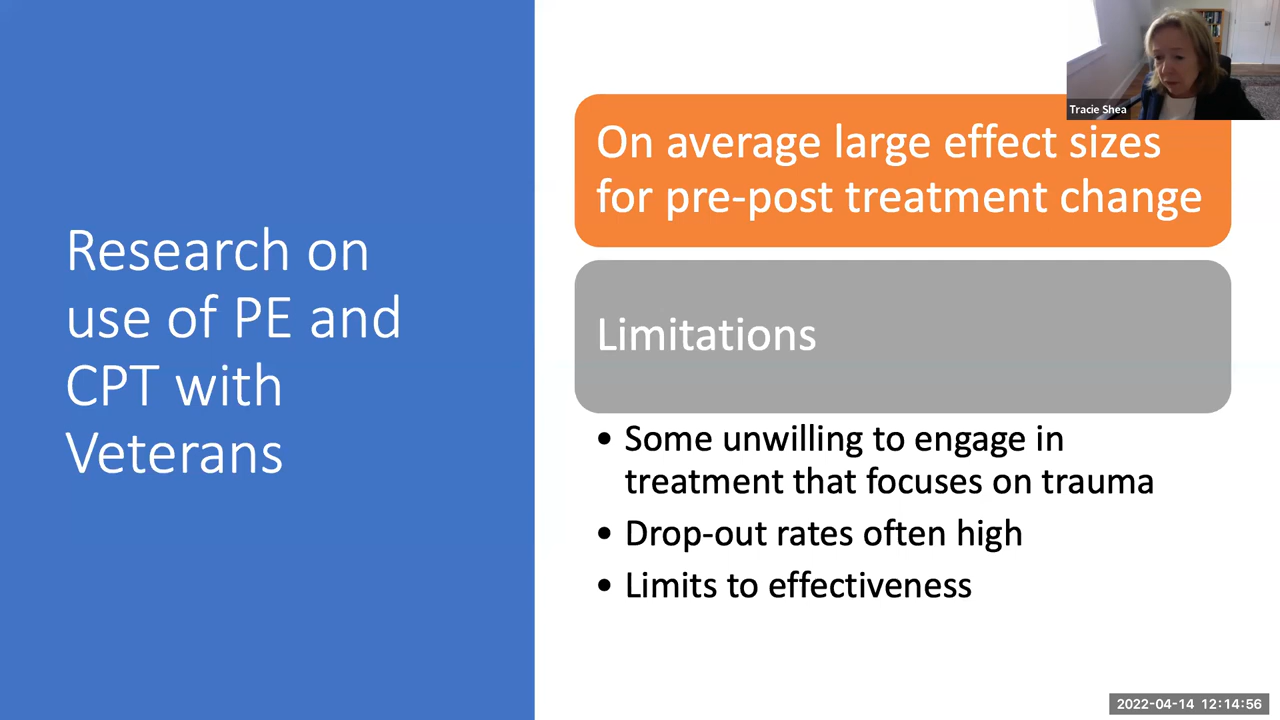 Research on
use of PE and
CPT with
Veterans
Tracie Shea
On average large effect sizes
for pre-post treatment change
Limitations
• Some unwilling to engage in
treatment that focuses on trauma
• Drop-out rates often high
• Limits to effectiveness
2022-04-14 12:14:56